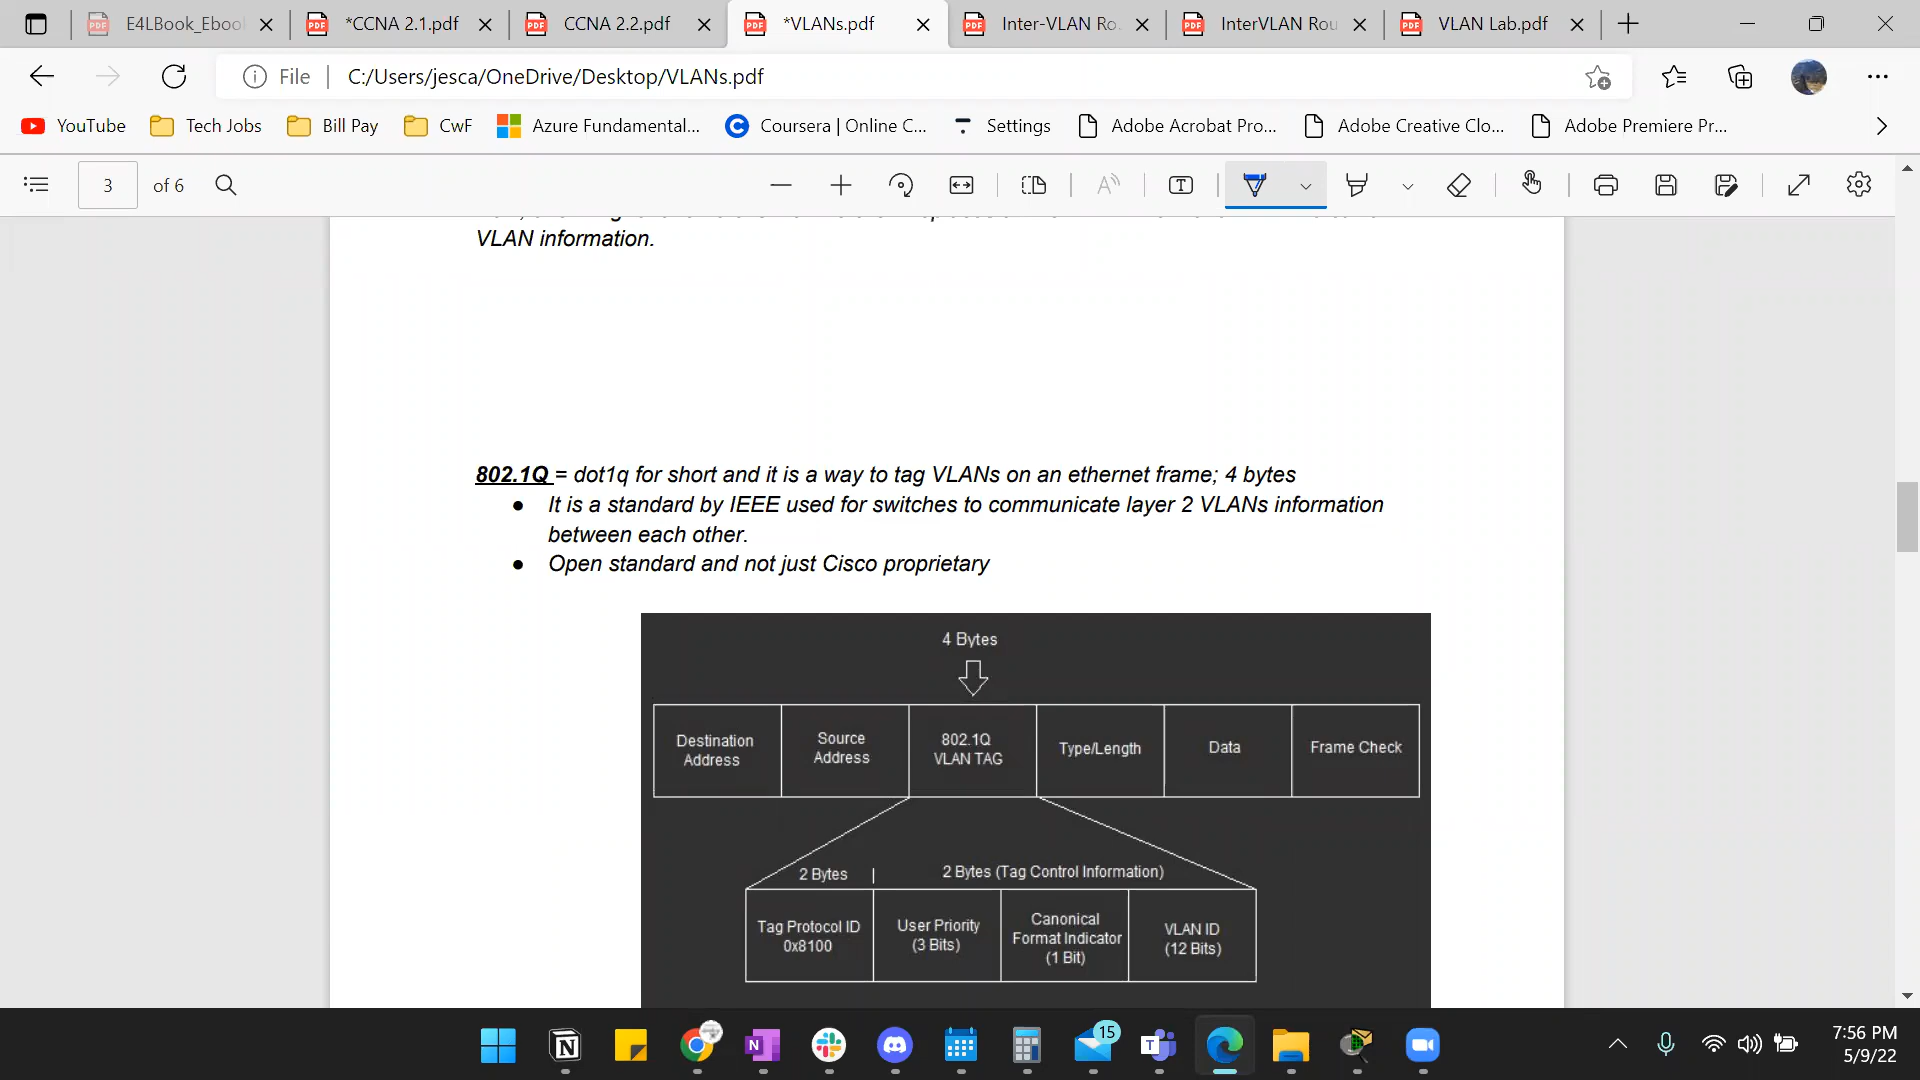 E4LBook_Ebool
*CCNA 2.1.pdf
CCNA 2.2.pdf
*VLANs.pdf
Inter-VLAN Ro
InterVLAN Rou
VLAN Lab.pdf
File
C:/Users/jesca/OneDrive/Desktop/VLANs.pdf
YouTube
Tech Jobs
Bill Pay
CwF
Azure Fundamental...
Coursera | Online C...
Settings
Adobe Acrobat Pro...
Adobe Creative Clo...
Adobe Premiere Pr...
3
of 6
VLAN information.
802.1Q = dot1q for short and it is a way to tag VLANs on an ethernet frame; 4 bytes
● It is a standard by IEEE used for switches to communicate layer 2 VLANs information
between each other.
● Open standard and not just Cisco proprietary
4 Bytes
Destination
Address
Source
Address
802.1Q
VLAN TAG
Type/Length
Data
Frame Check
2 Bytes |
2 Bytes (Tag Control Information)
Tag Protocol ID
0x8100
User Priority
(3 Bits)
Canonical
Format Indicator
(1 Bit)
VLAN ID
(12 Bits)
15
7:56 PM
5/9/22